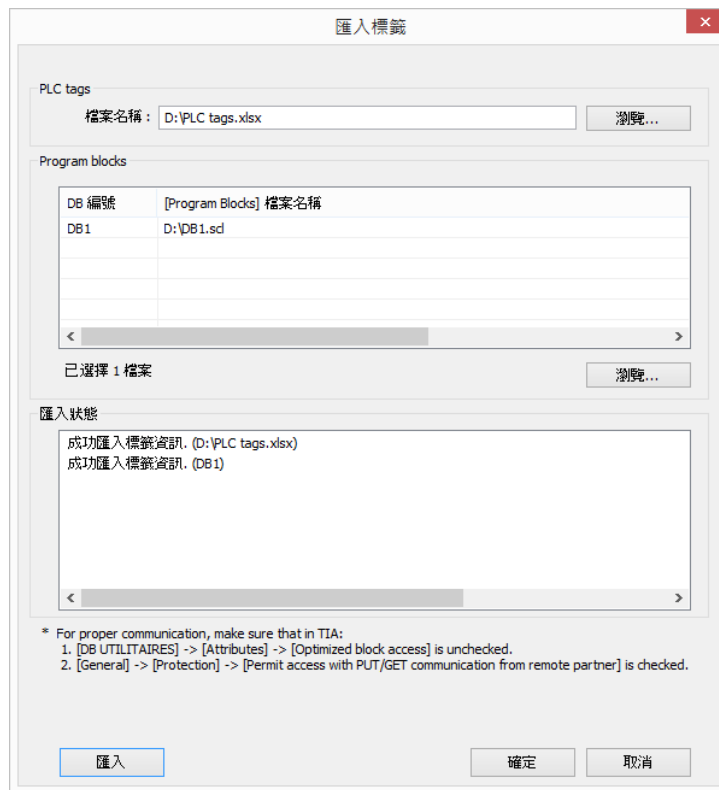 匯入標籤
PLC tags
檔案名稱： D:\PLC tags.xlsx 瀏覽...
Program blocks
DB 編號 [Program Blocks] 檔案名稱
DB1 D:\DB1.scl
已選擇 1 檔案 瀏覽...
匯入狀態
成功匯入標籤資訊. (D:\PLC tags.xlsx)
成功匯入標籤資訊. (DB1)
* For proper communication, make sure that in TIA:
1. [DB UTILITAIRES] -> [Attributes] -> [Optimized block access] is unchecked.
2. [General] -> [Protection] -> [Permit access with PUT/GET communication from remote partner] is checked.
匯入 確定 取消